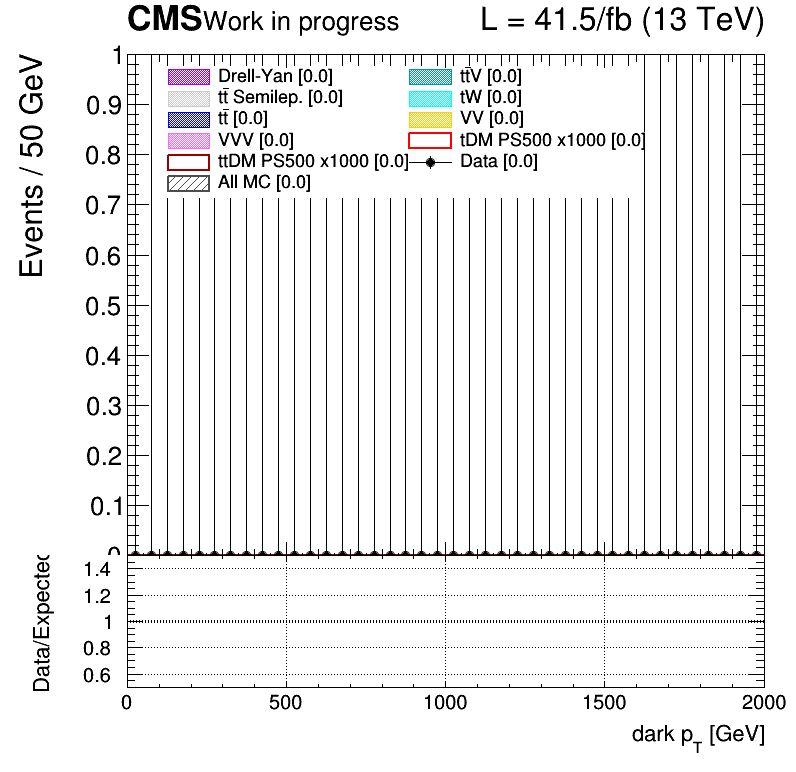 CMS Work in progress L = 41.5/fb (13 TeV)
Events / 50 GeV
1
0.9
0.8
0.7
0.6
0.5
0.4
0.3
0.2
0.1
0
Drell-Yan [0.0]
tt̄ Semilep. [0.0]
tt̄ [0.0]
VVV [0.0]
ttDM PS500 x1000 [0.0]
All MC [0.0]
tt̄V [0.0]
tW [0.0]
VV [0.0]
tDM PS500 x1000 [0.0]
Data [0.0]
Data/Expected
1.4
1.2
1
0.8
0.6
0 500 1000 1500 2000
dark p_T [GeV]